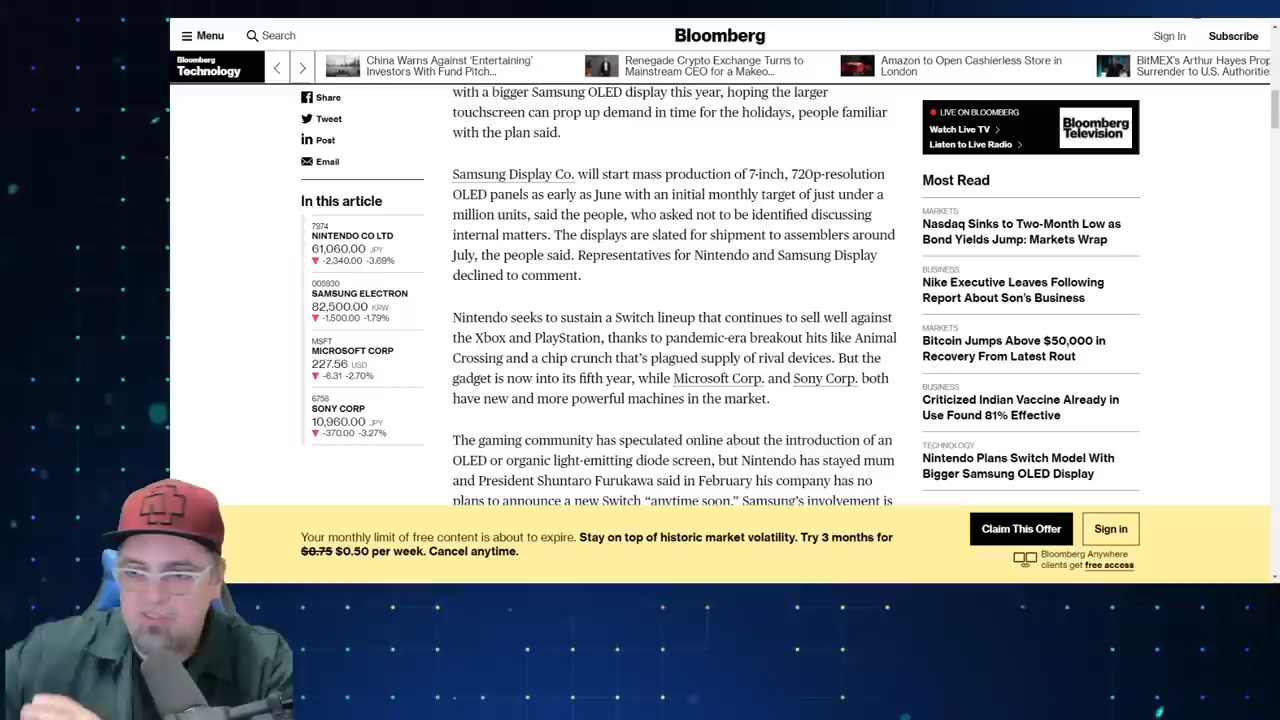 Menu
Search
Bloomberg
Sign In
Subscribe
Bloomberg
Technology
China Warns Against 'Entertaining'
Investors With Fund Pitch...
Renegade Crypto Exchange Turns to
Mainstream CEO for a Makeo...
Amazon to Open Cashierless Store in
London
BitMEX's Arthur Hayes Prop
Surrender to U.S. Authoritie
Share
Tweet
Post
Email
In this article
7974
NINTENDO CO LTD
61,060.00 JPY
▼ -2,340.00 -3.69%
005930
SAMSUNG ELECTRON
82,500.00 KRW
▼ -1,500.00 -1.79%
MSFT
MICROSOFT CORP
227.56 USD
▼ -6.31 -2.70%
6758
SONY CORP
10,960.00 JPY
▼ -370.00 -3.27%
with a bigger Samsung OLED display this year, hoping the larger
touchscreen can prop up demand in time for the holidays, people familiar
with the plan said.
Samsung Display Co. will start mass production of 7-inch, 720p-resolution
OLED panels as early as June with an initial monthly target of just under a
million units, said the people, who asked not to be identified discussing
internal matters. The displays are slated for shipment to assemblers around
July, the people said. Representatives for Nintendo and Samsung Display
declined to comment.
Nintendo seeks to sustain a Switch lineup that continues to sell well against
the Xbox and PlayStation, thanks to pandemic-era breakout hits like Animal
Crossing and a chip crunch that's plagued supply of rival devices. But the
gadget is now into its fifth year, while Microsoft Corp. and Sony Corp. both
have new and more powerful machines in the market.
The gaming community has speculated online about the introduction of an
OLED or organic light-emitting diode screen, but Nintendo has stayed mum
and President Shuntaro Furukawa said in February his company has no
plans to announce a new Switch “anytime soon.” Samsung's involvement is
LIVE ON BLOOMBERG
Watch Live TV
Listen to Live Radio
Bloomberg
Television
Most Read
MARKETS
Nasdaq Sinks to Two-Month Low as
Bond Yields Jump: Markets Wrap
BUSINESS
Nike Executive Leaves Following
Report About Son's Business
MARKETS
Bitcoin Jumps Above $50,000 in
Recovery From Latest Rout
BUSINESS
Criticized Indian Vaccine Already in
Use Found 81% Effective
TECHNOLOGY
Nintendo Plans Switch Model With
Bigger Samsung OLED Display
Your monthly limit of free content is about to expire. Stay on top of historic market volatility. Try 3 months for
$8.75 $0.50 per week. Cancel anytime.
Claim This Offer
Sign in
Bloomberg Anywhere
clients get free access